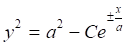 y² = a² − Ce^(±x/a)